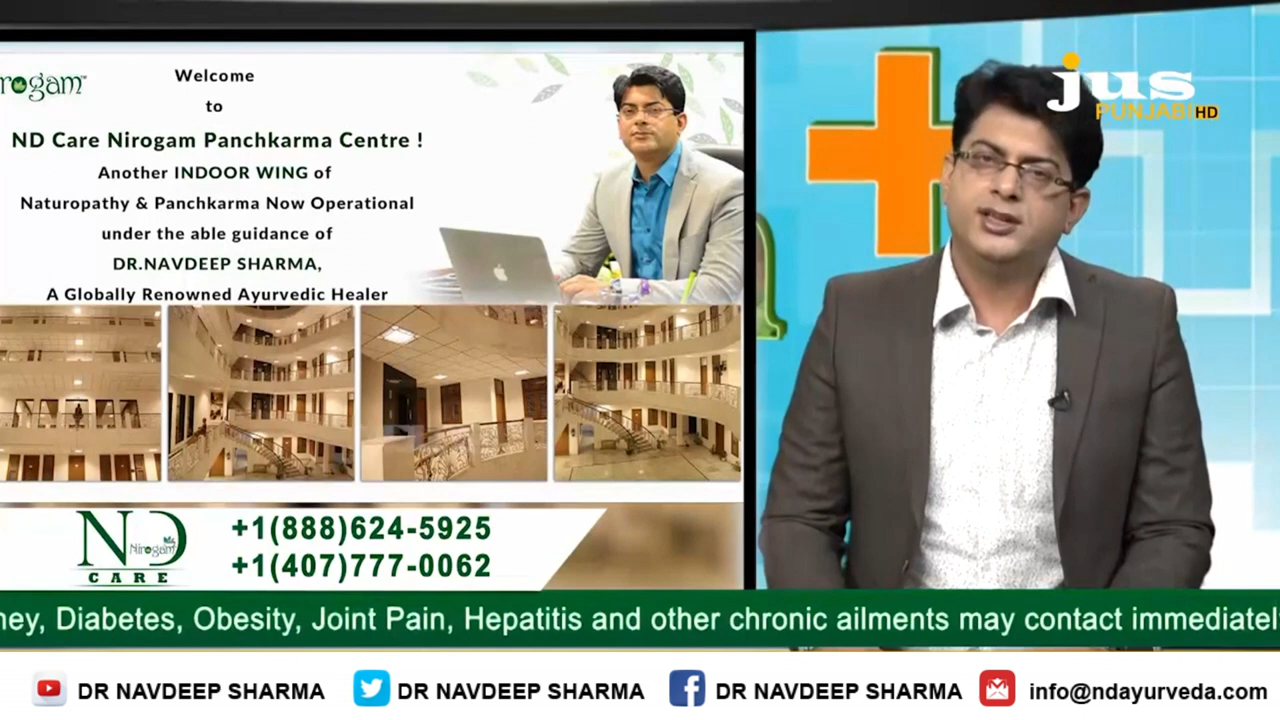 rogam
Welcome
to
ND Care Nirogam Panchkarma Centre !
Another INDOOR WING of
Naturopathy & Panchkarma Now Operational
under the able guidance of
DR.NAVDEEP SHARMA,
A Globally Renowned Ayurvedic Healer
jus
PUNJABI HD
ND
Nirogam
CARE
+1(888)624-5925
+1(407)777-0062
ney, Diabetes, Obesity, Joint Pain, Hepatitis and other chronic ailments may contact immediatel
DR NAVDEEP SHARMA
DR NAVDEEP SHARMA
DR NAVDEEP SHARMA
info@ndayurveda.com